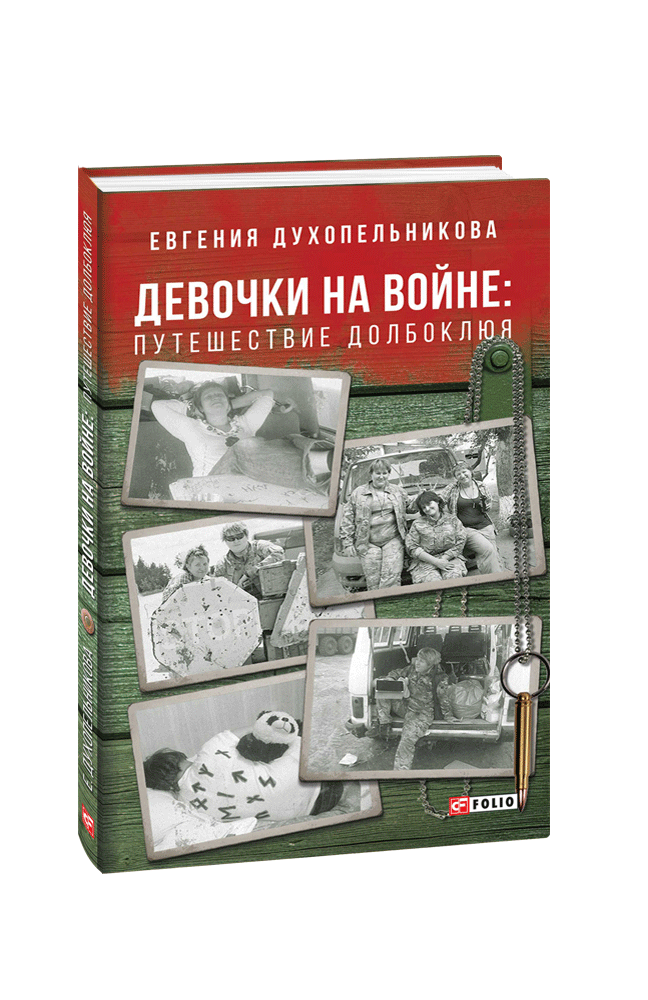 ЕВГЕНИЯ ДУХОПЕЛЬНИКОВА
ДЕВОЧКИ НА ВОЙНЕ:
ПУТЕШЕСТВИЕ ДОЛБОКЛЮЯ
FOLIO
Е. ДУХОПЕЛЬНИКОВА ДЕВОЧКИ НА ВОЙНЕ: ПУТЕШЕСТВИЕ ДОЛБОКЛЮЯ